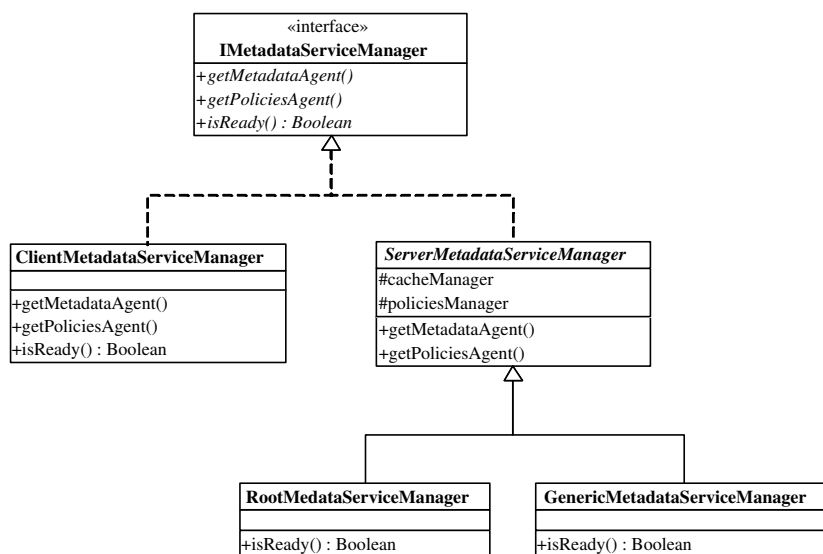 «interface»
IMetadataServiceManager
+getMetadataAgent()
+getPoliciesAgent()
+isReady() : Boolean
ClientMetadataServiceManager
+getMetadataAgent()
+getPoliciesAgent()
+isReady() : Boolean
ServerMetadataServiceManager
#cacheManager
#policiesManager
+getMetadataAgent()
+getPoliciesAgent()
RootMedataServiceManager
+isReady() : Boolean
GenericMetadataServiceManager
+isReady() : Boolean